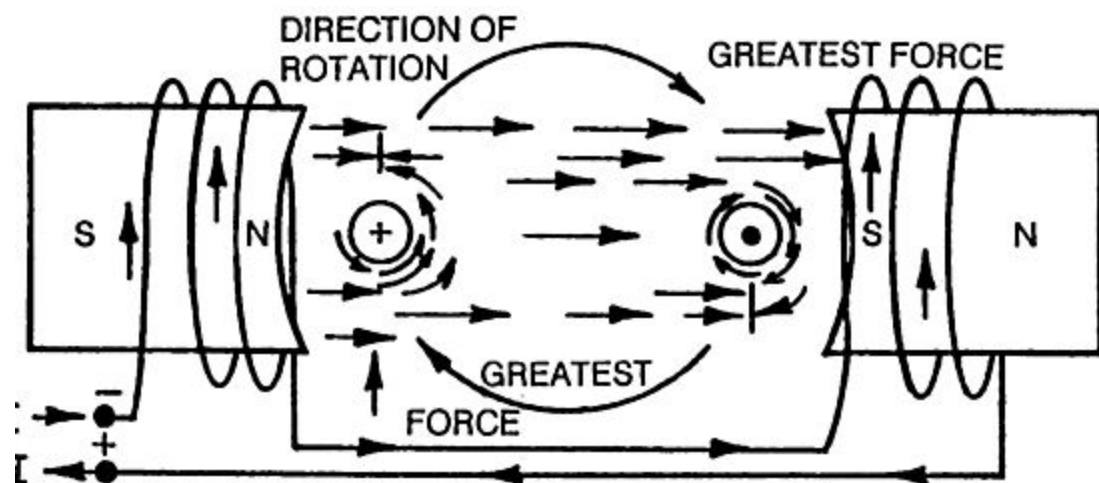 DIRECTION OF
ROTATION
GREATEST FORCE
S
N
+
•
S
N
GREATEST
FORCE
I
−
+
I